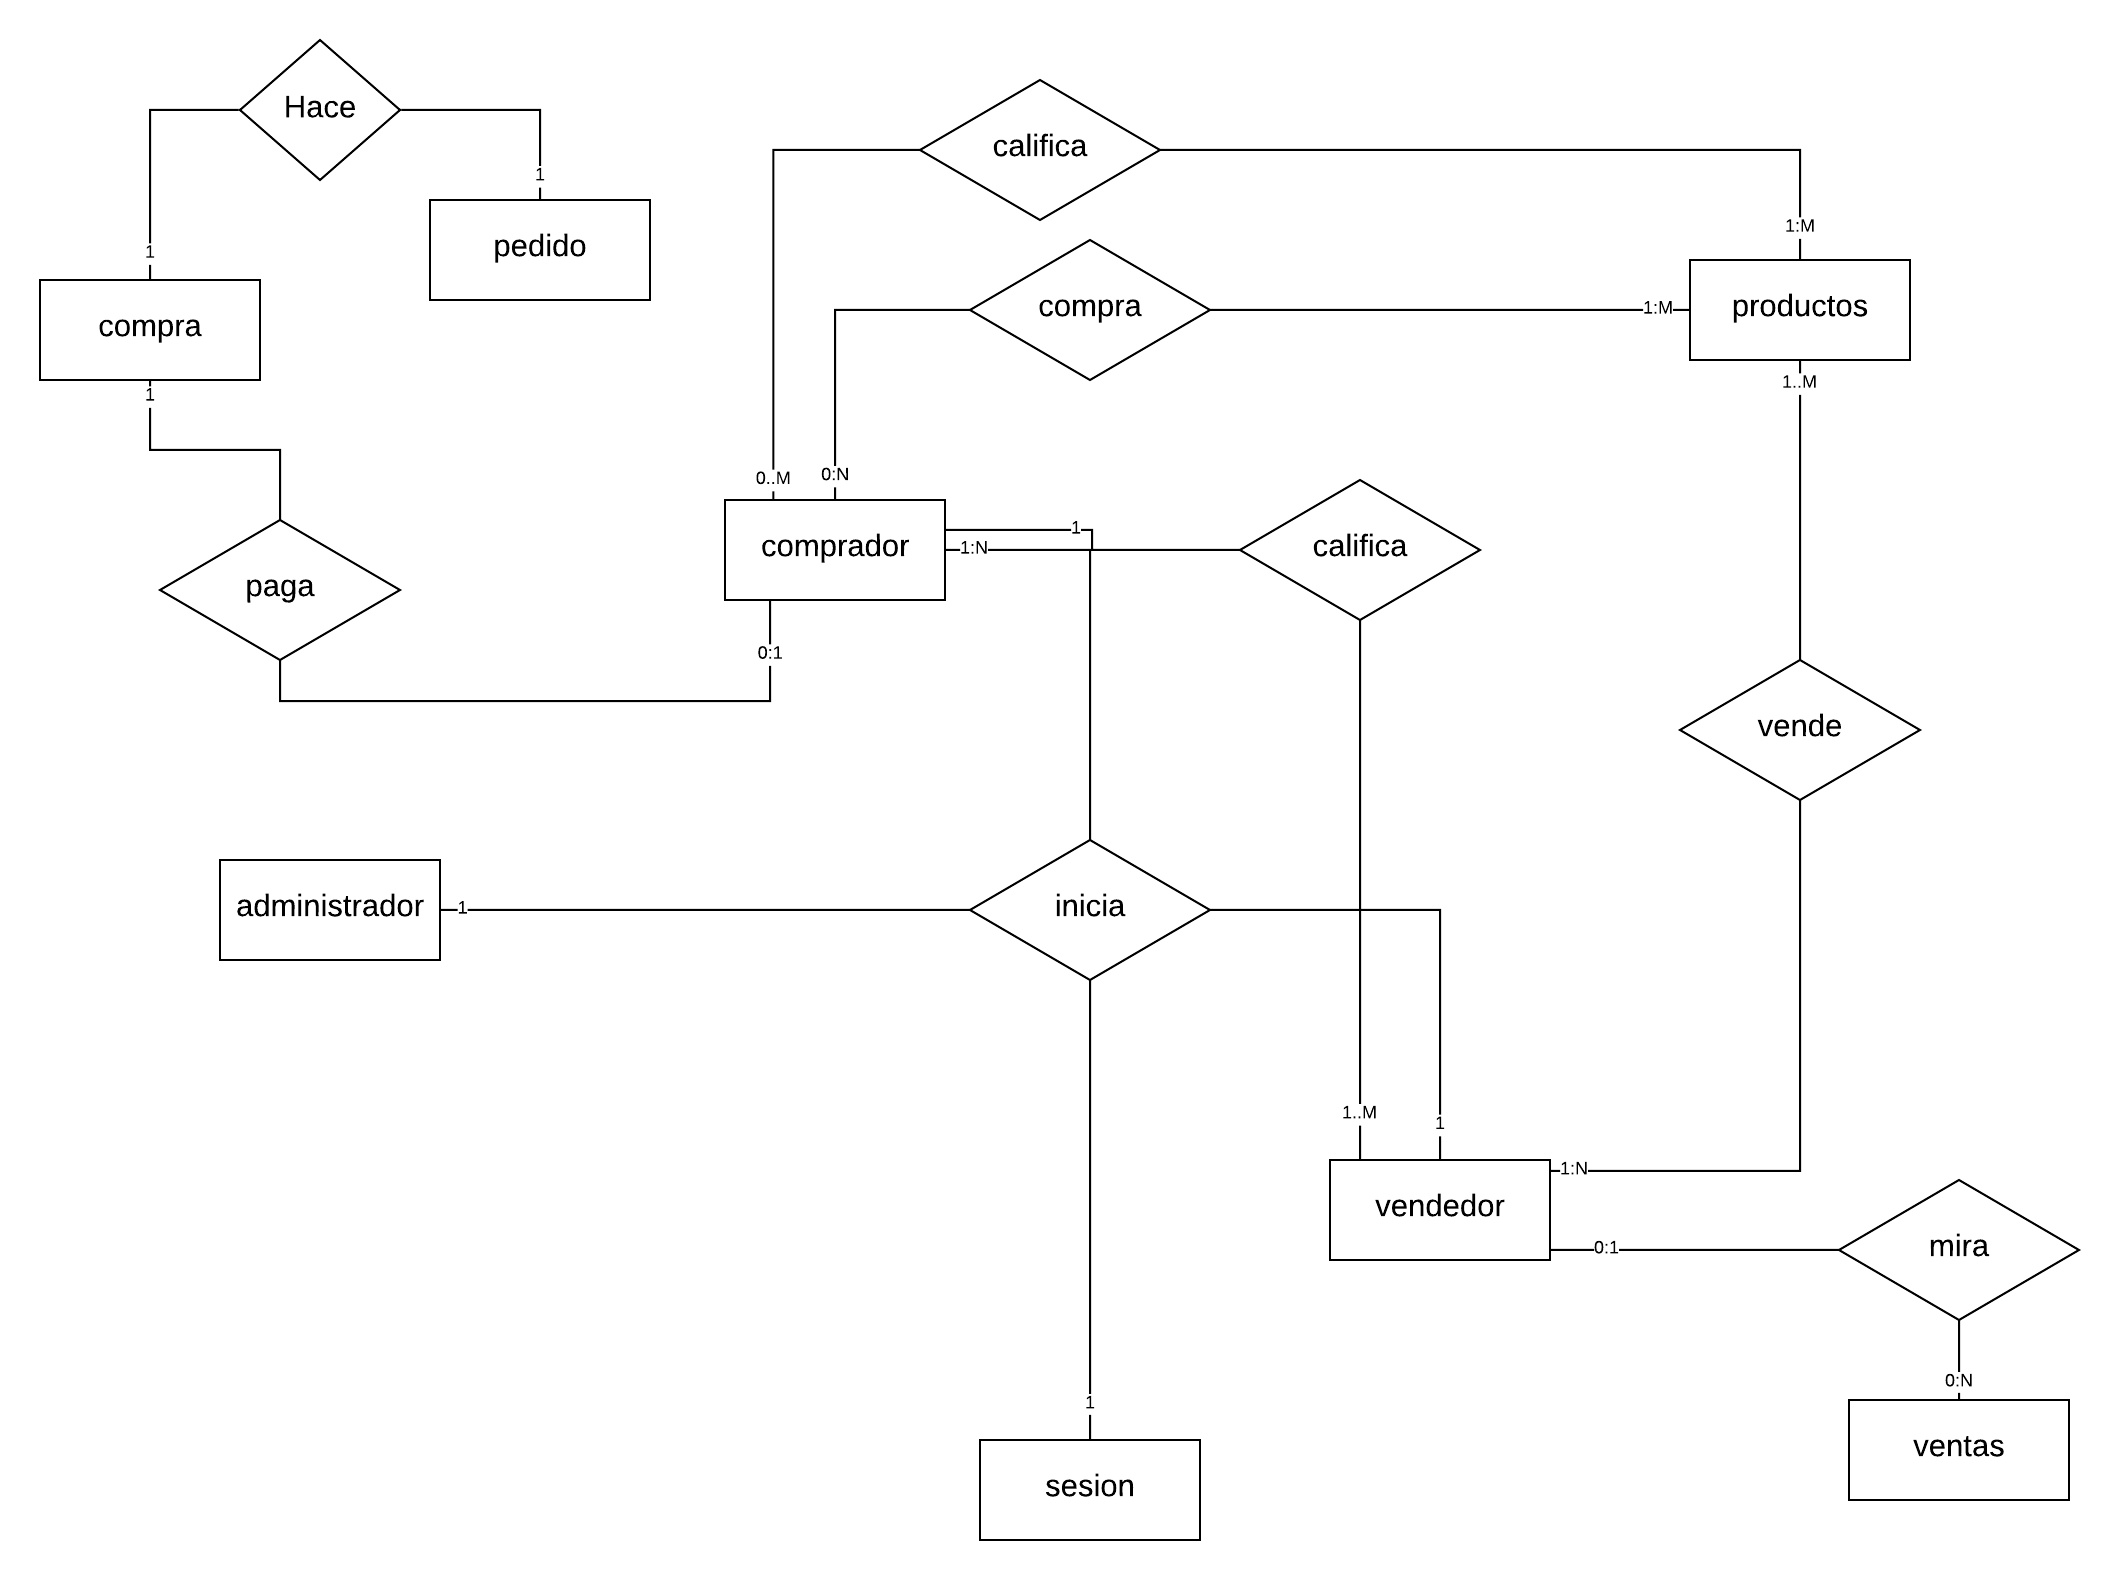 Hace
califica
1
pedido
1:M
1
compra
compra
1:M
productos
1
1..M
0..M
0:N
1
comprador
1:N
califica
paga
0:1
vende
administrador
1
inicia
1..M
1
1:N
vendedor
0:1
mira
0:N
1
ventas
sesion